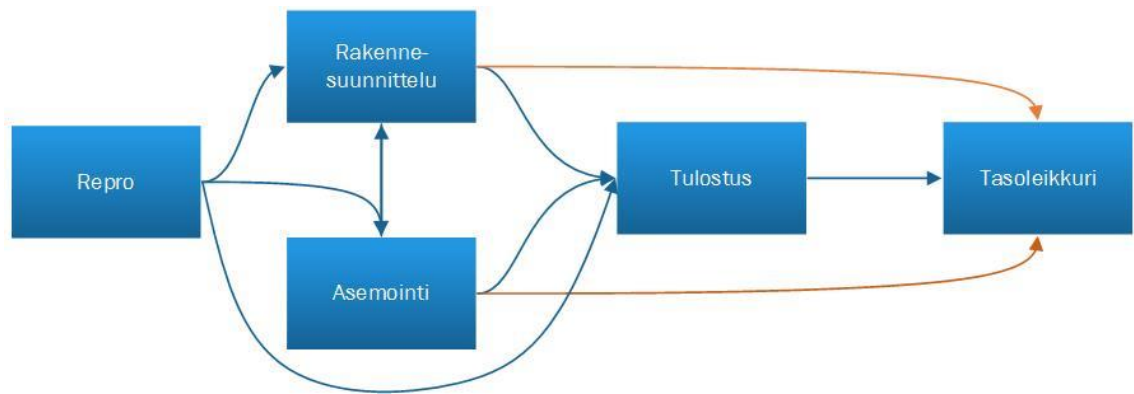 Rakenne-
suunnittelu
Repro
Tulostus
Tasoleikkuri
Asemointi